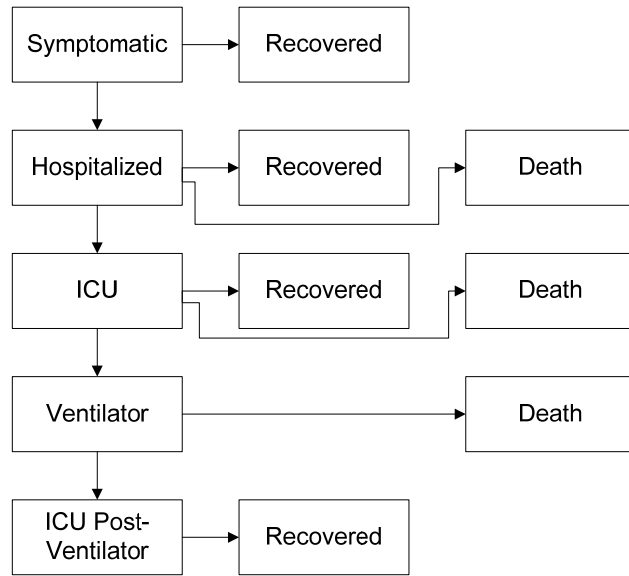 Symptomatic
Recovered
Hospitalized
Recovered
Death
ICU
Recovered
Death
Ventilator
Death
ICU Post-
Ventilator
Recovered